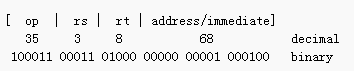 [ op | rs | rt | address/immediate]
35 3 8 68 decimal
100011 00011 01000 00000 00001 000100 binary